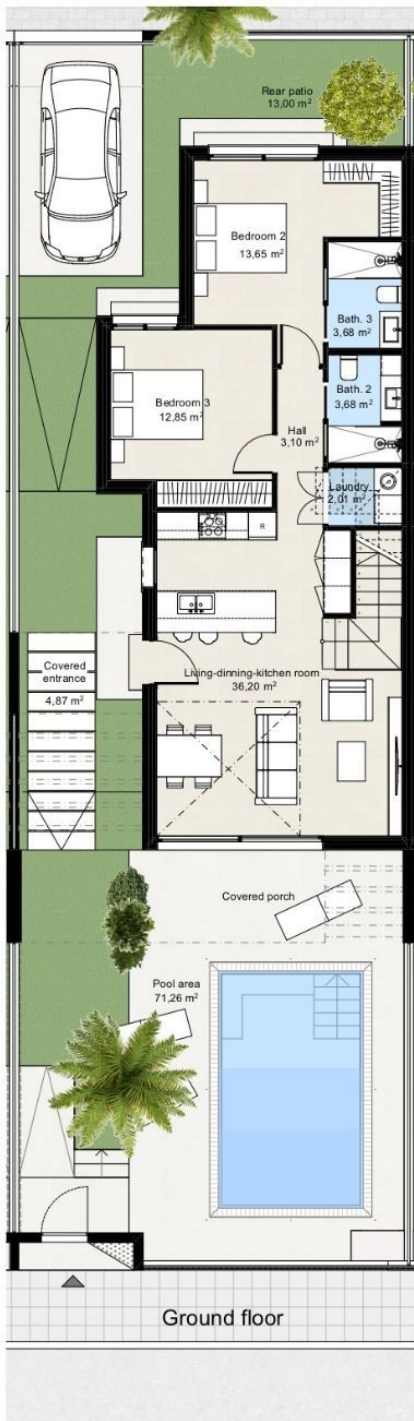 Rear patio
13,00 m²
Bedroom 2
13,65 m²
Bath. 3
3,68 m²
Bath. 2
3,68 m²
Bedroom 3
12,85 m²
Hall
3,10 m²
Laundry
2,01 m²
R
Covered
entrance
4,87 m²
Living-dinning-kitchen room
36,20 m²
Covered porch
Pool area
71,26 m²
Ground floor